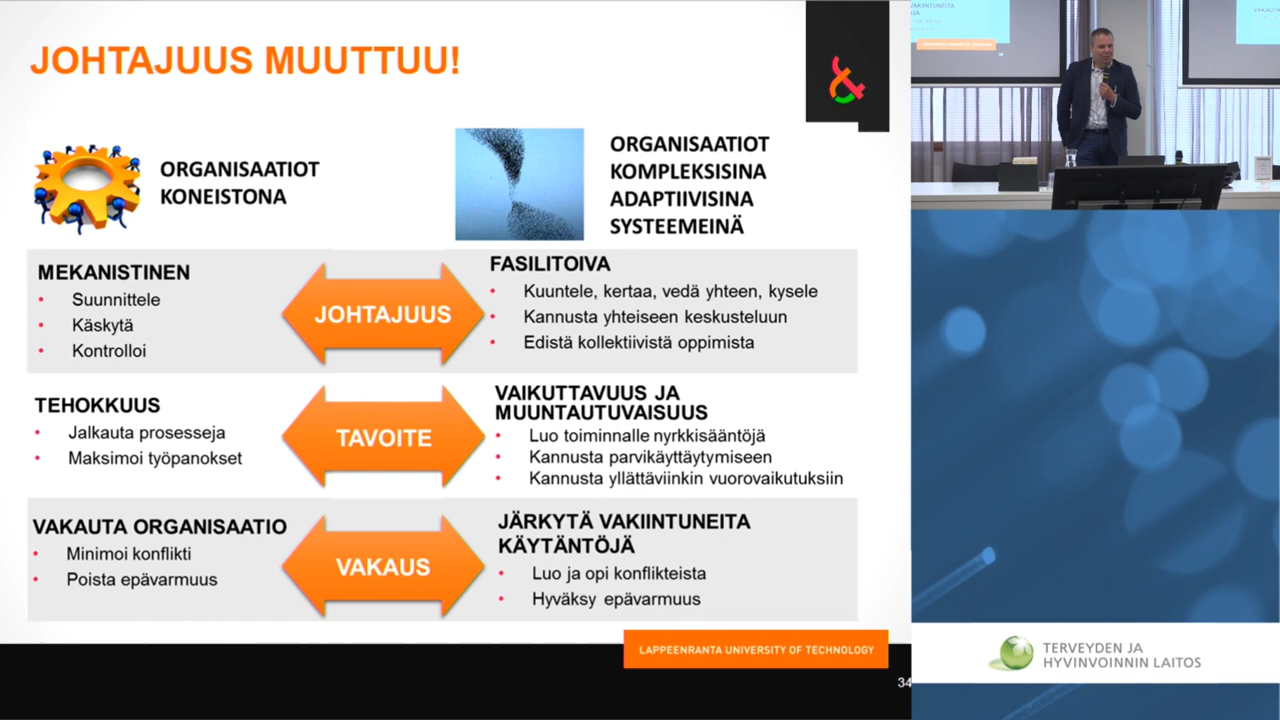 JOHTAJUUS MUUTTUU!
ORGANISAATIOT
KONEISTONA
ORGANISAATIOT
KOMPLEKSISINA
ADAPTIIVISINA
SYSTEEMEINÄ
MEKANISTINEN
• Suunnittele
• Käskytä
• Kontrolloi
JOHTAJUUS
FASILITOIVA
• Kuuntele, kertaa, vedä yhteen, kysele
• Kannusta yhteiseen keskusteluun
• Edistä kollektiivistä oppimista
TEHOKKUUS
• Jalkauta prosesseja
• Maksimoi työpanokset
TAVOITE
VAIKUTTAVUUS JA
MUUNTAUTUVAISUUS
• Luo toiminnalle nyrkkisääntöjä
• Kannusta parvikäyttäytymiseen
• Kannusta yllättäviinkin vuorovaikutuksiin
VAKAUTA ORGANISAATIO
• Minimoi konflikti
• Poista epävarmuus
VAKAUS
JÄRKYTÄ VAKIINTUNEITA
KÄYTÄNTÖJÄ
• Luo ja opi konflikteista
• Hyväksy epävarmuus
LAPPEENRANTA UNIVERSITY OF TECHNOLOGY
34
TERVEYDEN JA
HYVINVOINNIN LAITOS